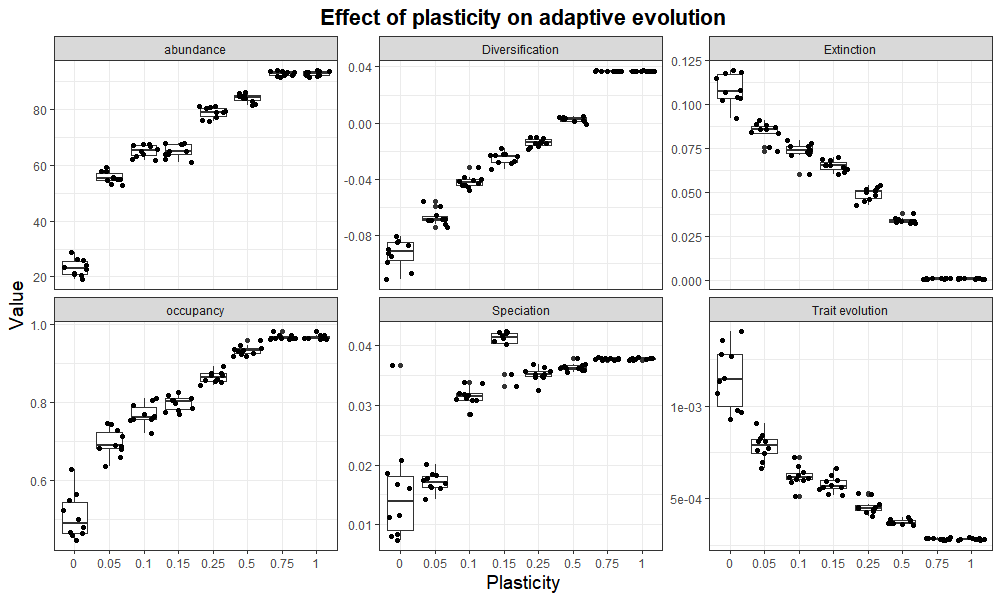 Effect of plasticity on adaptive evolution
abundance
Diversification
Extinction
80
60
40
20
0.04
0.00
-0.04
-0.08
0.125
0.100
0.075
0.050
0.025
0.000
Value
occupancy
Speciation
Trait evolution
1.0
0.8
0.6
0.04
0.03
0.02
0.01
1e-03
5e-04
0 0.05 0.1 0.15 0.25 0.5 0.75 1
0 0.05 0.1 0.15 0.25 0.5 0.75 1
0 0.05 0.1 0.15 0.25 0.5 0.75 1
Plasticity